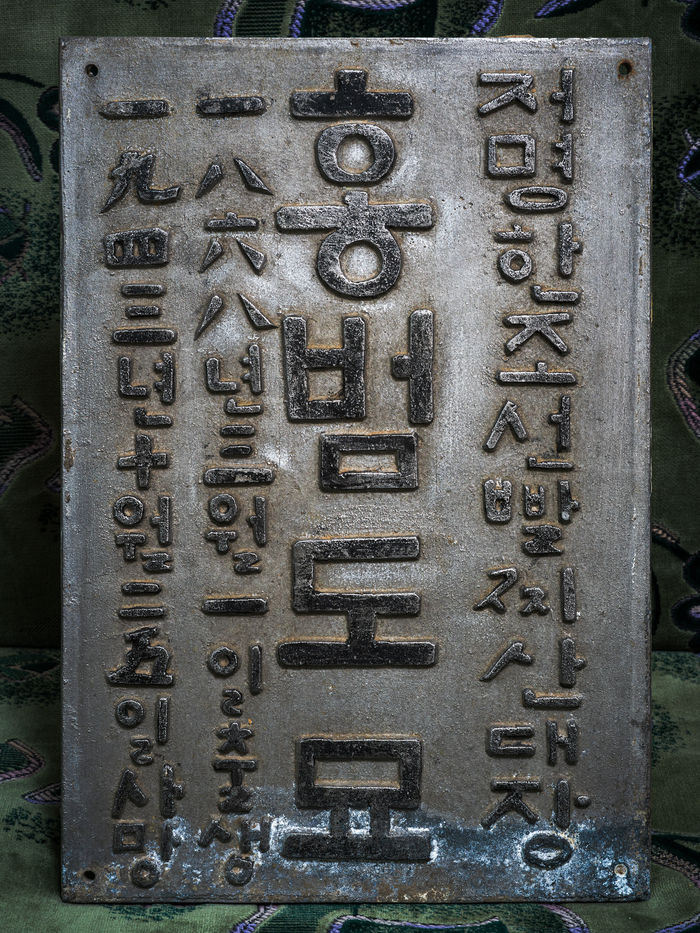 저명한조선빨찌산대장
홍범도묘
一八六八년三월一일출생
一九四三년十월二五일사망